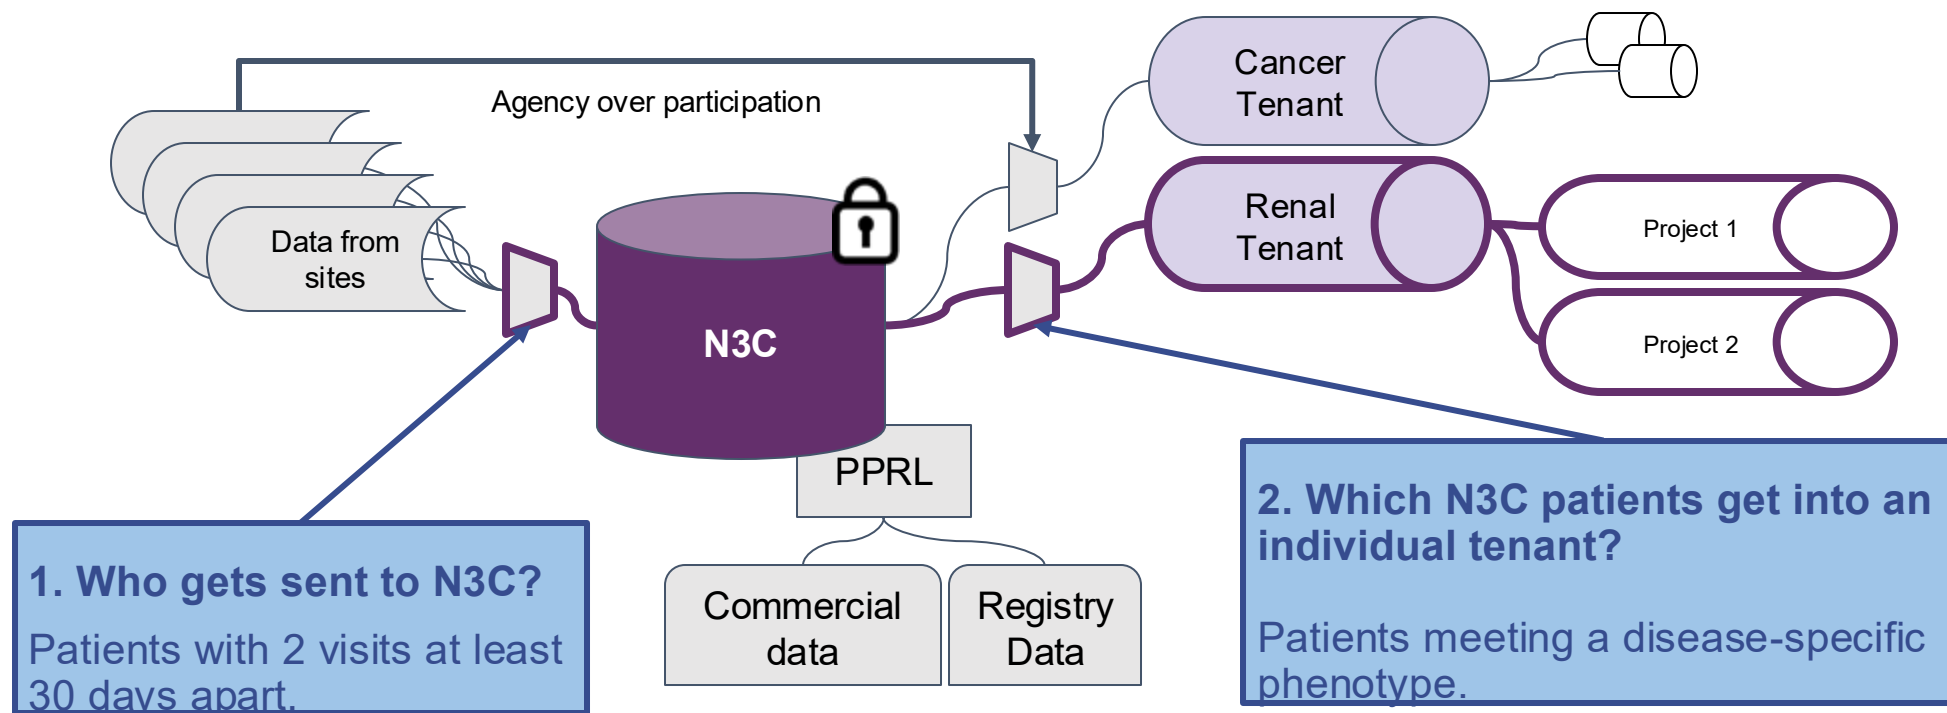 Agency over participation
Data from
sites
N3C
PPRL
Commercial
data
Registry
Data
Cancer
Tenant
Renal
Tenant
Project 1
Project 2
1. Who gets sent to N3C?
Patients with 2 visits at least
30 days apart.
2. Which N3C patients get into an
individual tenant?
Patients meeting a disease-specific
phenotype.